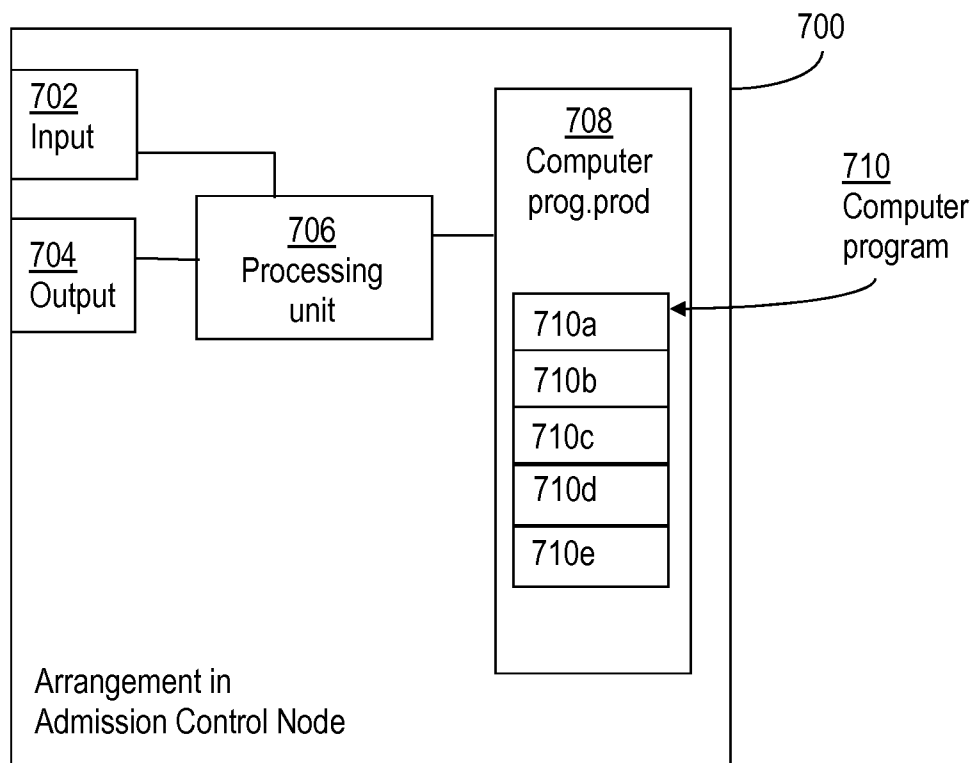 700
702
Input
704
Output
706
Processing
unit
708
Computer
prog.prod
710
Computer
program
710a
710b
710c
710d
710e
Arrangement in
Admission Control Node